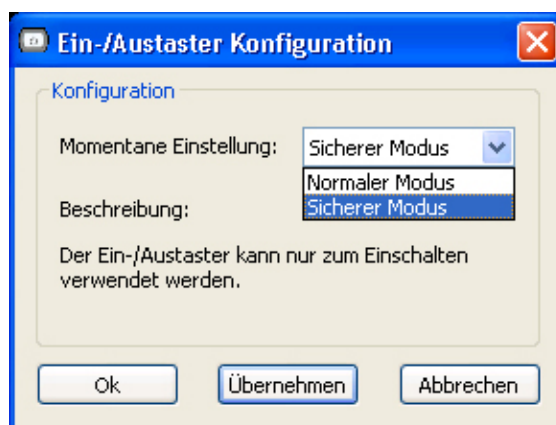 Ein-/Austaster Konfiguration
Konfiguration
Momentane Einstellung: Sicherer Modus
Normaler Modus
Sicherer Modus
Beschreibung:
Der Ein-/Austaster kann nur zum Einschalten
verwendet werden.
Ok Übernehmen Abbrechen